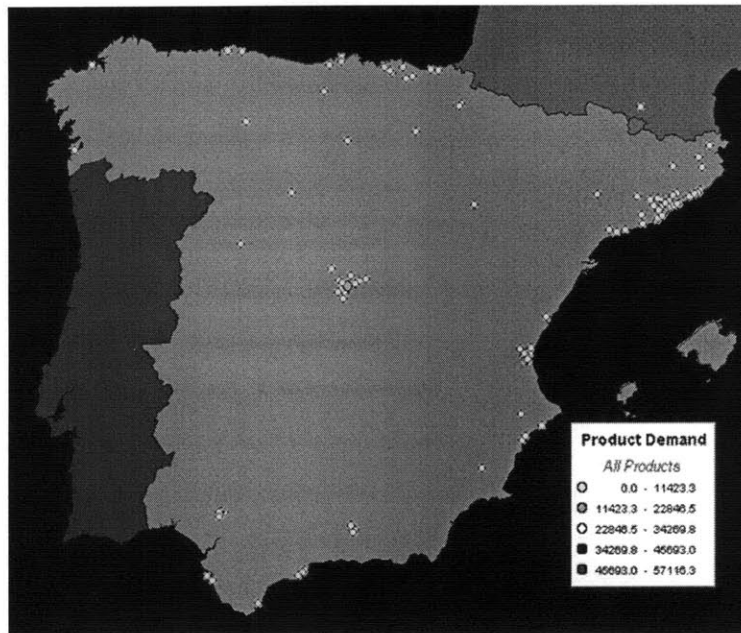 Product Demand
All Products
0.0 - 11423.3
11423.3 - 22846.5
22846.5 - 34269.8
34269.8 - 45693.0
45693.0 - 57116.3